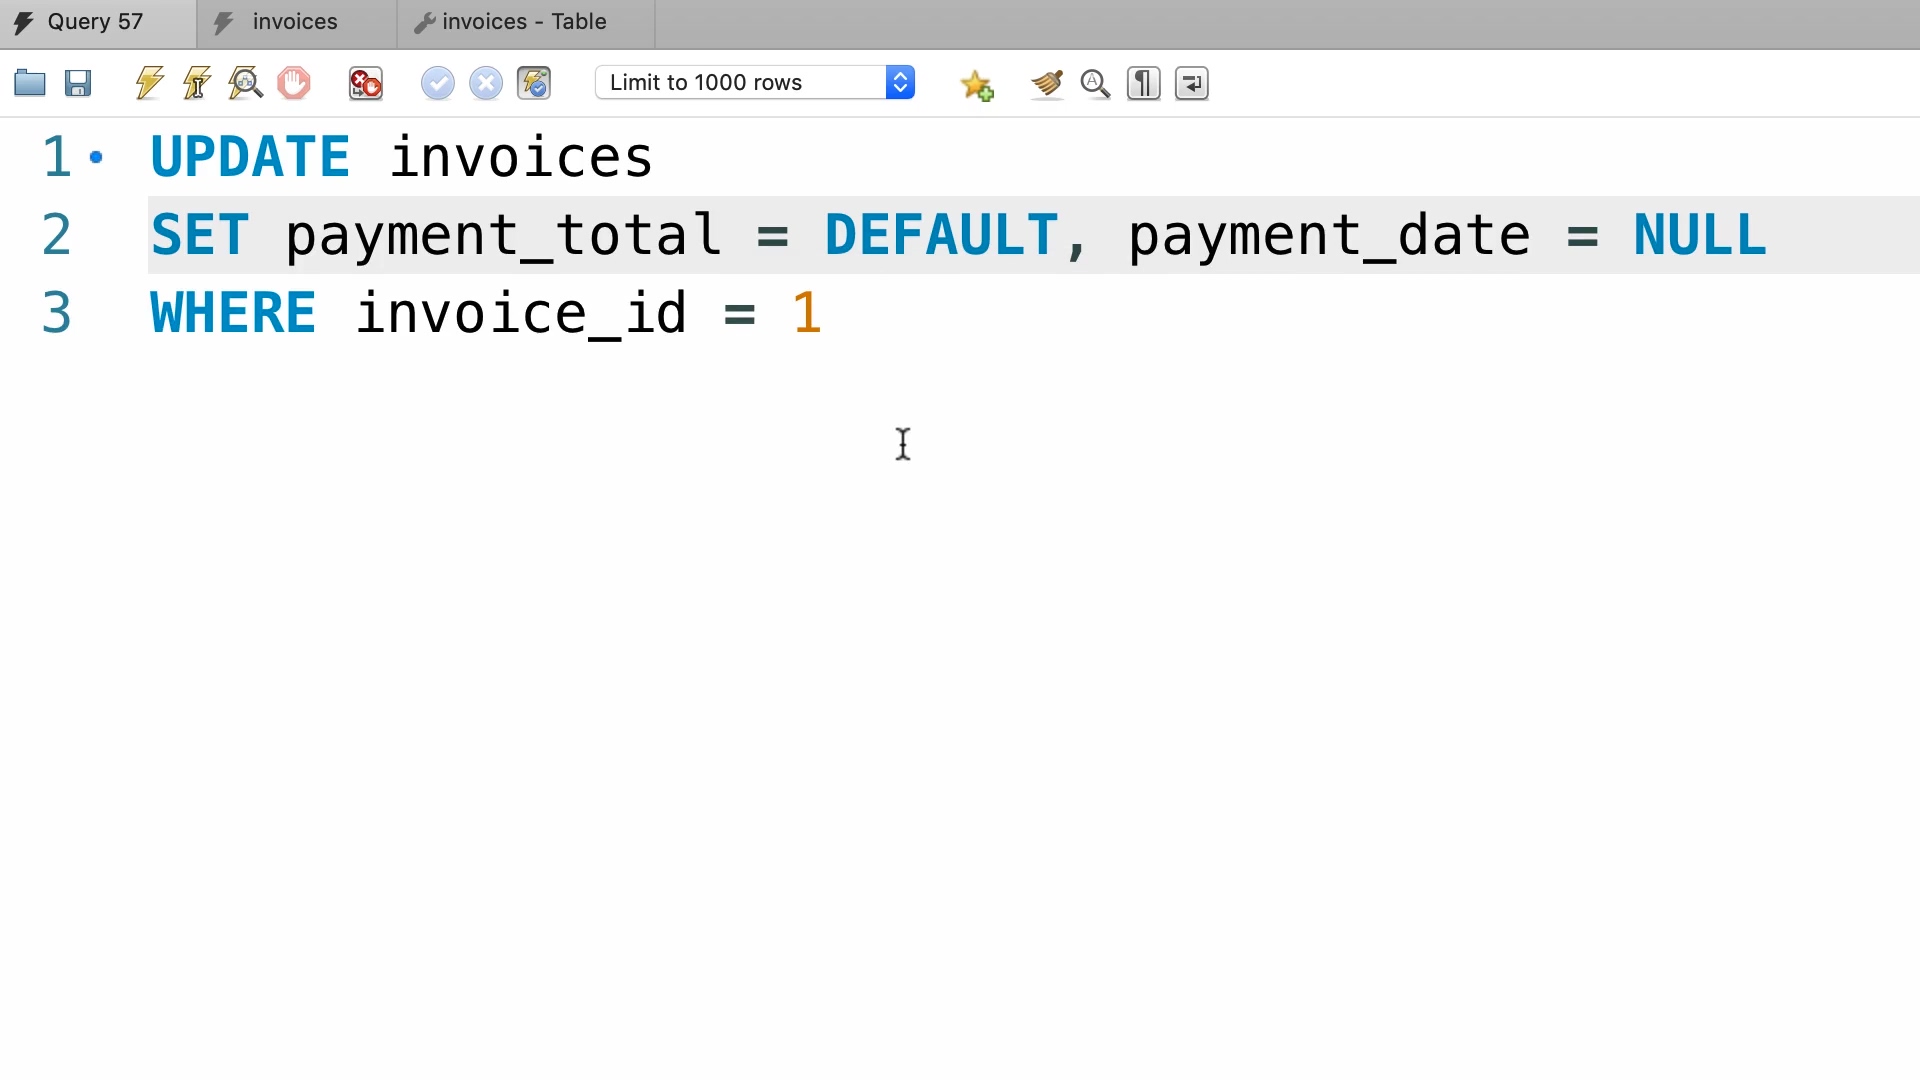 Query 57
invoices
invoices - Table
Limit to 1000 rows
1 UPDATE invoices
2 SET payment_total = DEFAULT, payment_date = NULL
3 WHERE invoice_id = 1